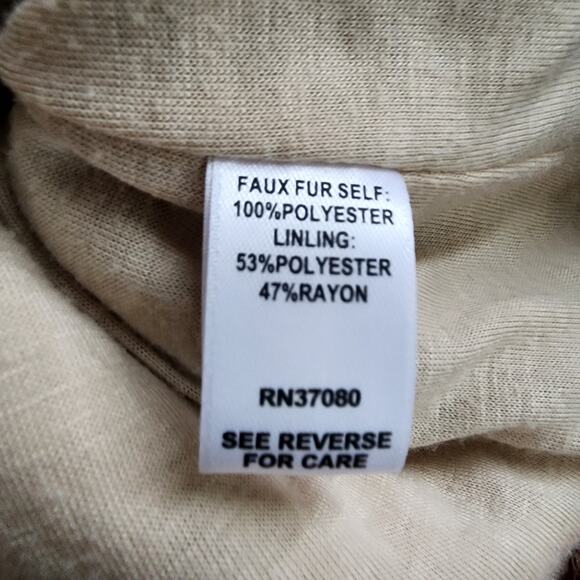 FAUX FUR SELF:
100%POLYESTER
LINLING:
53%POLYESTER
47%RAYON
RN37080
SEE REVERSE
FOR CARE